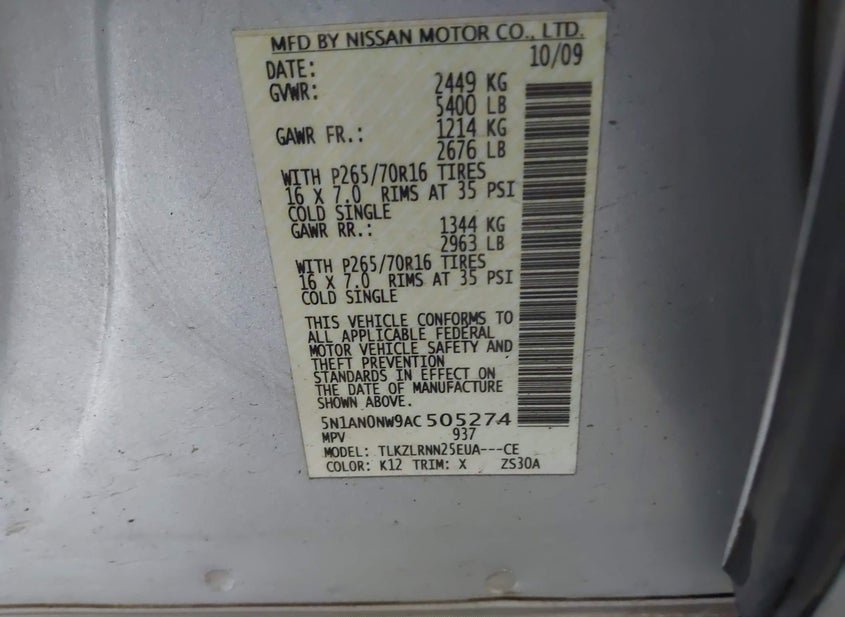 MFD BY NISSAN MOTOR CO., LTD.
DATE: 10/09
GVWR: 2449 KG
5400 LB
GAWR FR.: 1214 KG
2676 LB
WITH P265/70R16 TIRES
16 X 7.0 RIMS AT 35 PSI
COLD SINGLE
GAWR RR.: 1344 KG
2963 LB
WITH P265/70R16 TIRES
16 X 7.0 RIMS AT 35 PSI
COLD SINGLE
THIS VEHICLE CONFORMS TO
ALL APPLICABLE FEDERAL
MOTOR VEHICLE SAFETY AND
THEFT PREVENTION
STANDARDS IN EFFECT ON
THE DATE OF MANUFACTURE
SHOWN ABOVE.
5N1AN0NW9AC505274
MPV 937
MODEL: TLKZLRNN25EUA---CE
COLOR: K12 TRIM: X ZS30A